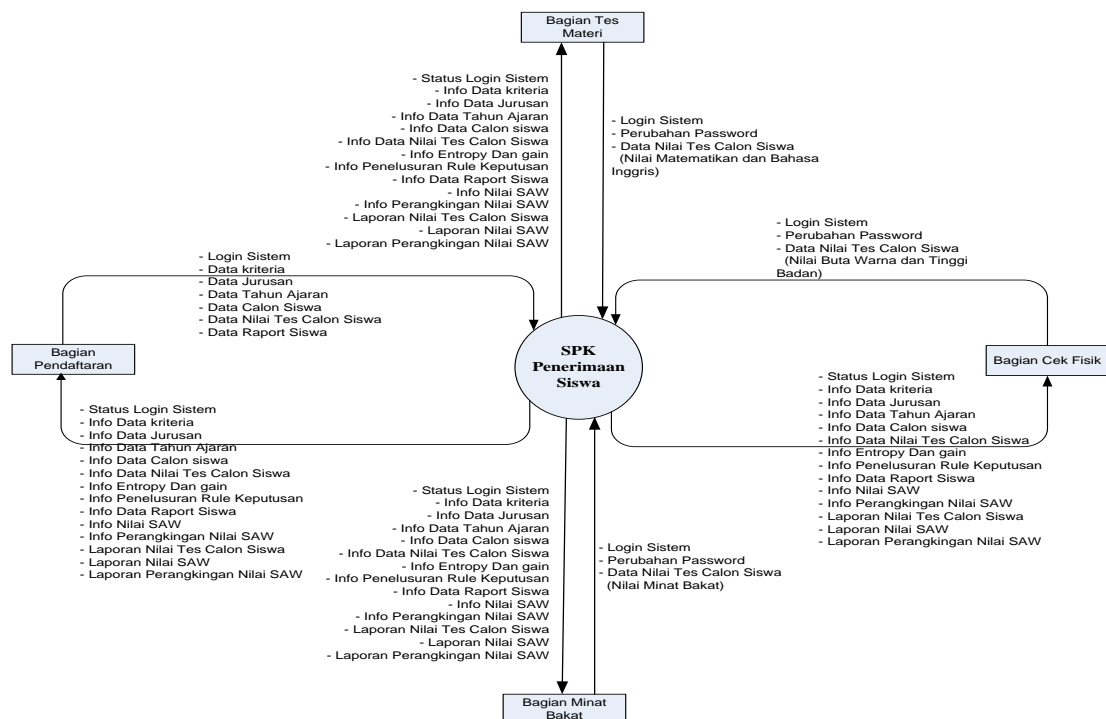 Bagian Tes
Materi
- Status Login Sistem
- Info Data kriteria
- Info Data Jurusan
- Info Data Tahun Ajaran
- Info Data Calon siswa
- Info Data Nilai Tes Calon Siswa
- Info Entropy Dan gain
- Info Penelusuran Rule Keputusan
- Info Data Raport Siswa
- Info Nilai SAW
- Info Perangkingan Nilai SAW
- Laporan Nilai Tes Calon Siswa
- Laporan Nilai SAW
- Laporan Perangkingan Nilai SAW
- Login Sistem
- Perubahan Password
- Data Nilai Tes Calon Siswa
(Nilai Matematikan dan Bahasa
Inggris)
- Login Sistem
- Perubahan Password
- Data Nilai Tes Calon Siswa
(Nilai Buta Warna dan Tinggi
Badan)
- Login Sistem
- Data kriteria
- Data Jurusan
- Data Tahun Ajaran
- Data Calon Siswa
- Data Nilai Tes Calon Siswa
- Data Raport Siswa
Bagian
Pendaftaran
SPK
Penerimaan
Siswa
Bagian Cek Fisik
- Status Login Sistem
- Info Data kriteria
- Info Data Jurusan
- Info Data Tahun Ajaran
- Info Data Calon siswa
- Info Data Nilai Tes Calon Siswa
- Info Entropy Dan gain
- Info Penelusuran Rule Keputusan
- Info Data Raport Siswa
- Info Nilai SAW
- Info Perangkingan Nilai SAW
- Laporan Nilai Tes Calon Siswa
- Laporan Nilai SAW
- Laporan Perangkingan Nilai SAW
- Status Login Sistem
- Info Data kriteria
- Info Data Jurusan
- Info Data Tahun Ajaran
- Info Data Calon siswa
- Info Data Nilai Tes Calon Siswa
- Info Entropy Dan gain
- Info Penelusuran Rule Keputusan
- Info Data Raport Siswa
- Info Nilai SAW
- Info Perangkingan Nilai SAW
- Laporan Nilai Tes Calon Siswa
- Laporan Nilai SAW
- Laporan Perangkingan Nilai SAW
- Status Login Sistem
- Info Data kriteria
- Info Data Jurusan
- Info Data Tahun Ajaran
- Info Data Calon siswa
- Info Data Nilai Tes Calon Siswa
- Info Entropy Dan gain
- Info Penelusuran Rule Keputusan
- Info Data Raport Siswa
- Info Nilai SAW
- Info Perangkingan Nilai SAW
- Laporan Nilai Tes Calon Siswa
- Laporan Nilai SAW
- Laporan Perangkingan Nilai SAW
- Login Sistem
- Perubahan Password
- Data Nilai Tes Calon Siswa
(Nilai Minat Bakat)
Bagian Minat
Bakat